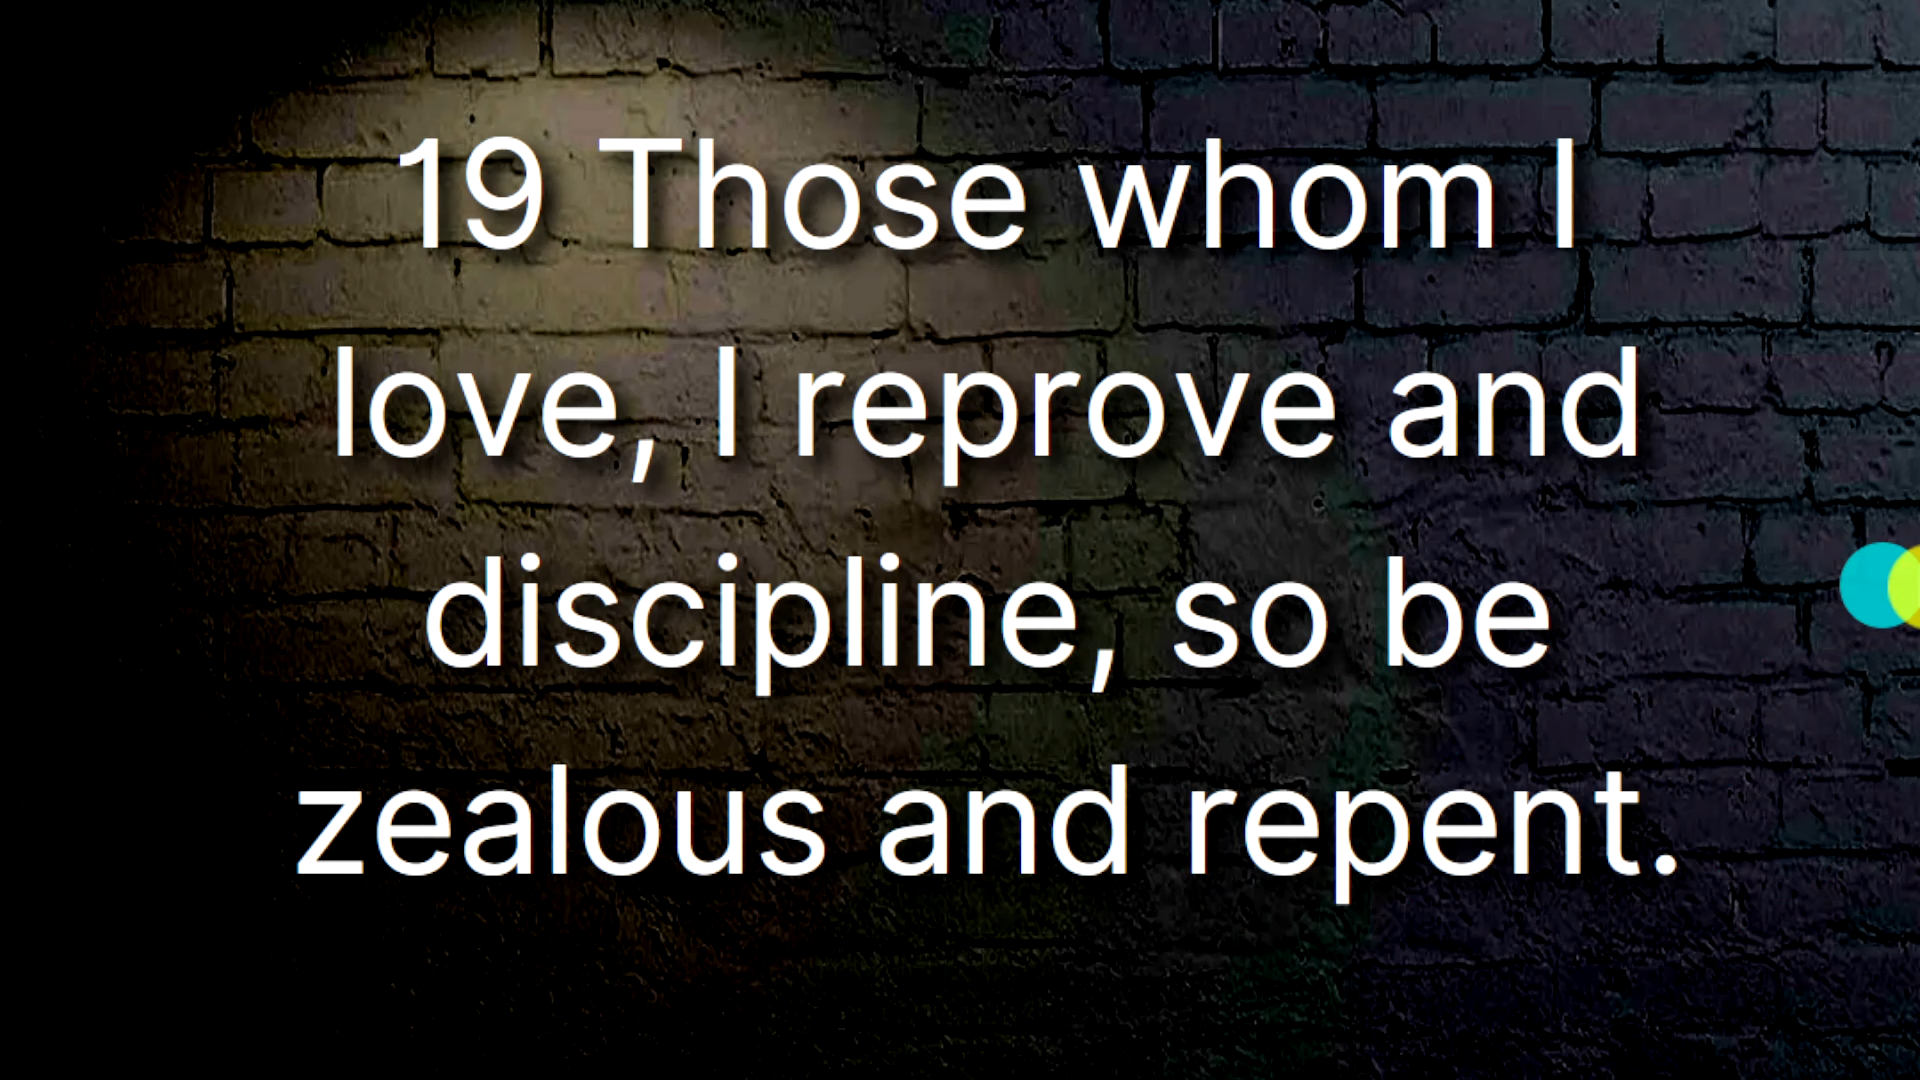 19 Those whom I
love, I reprove and
discipline, so be
zealous and repent.